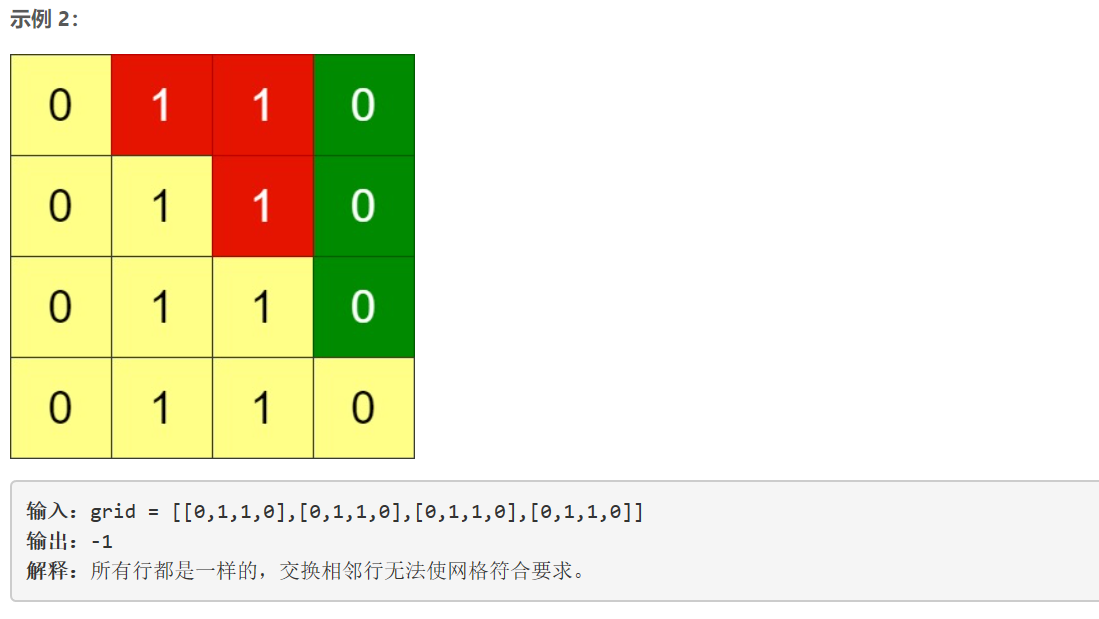 示例 2：
0 1 1 0
0 1 1 0
0 1 1 0
0 1 1 0
输入：grid = [[0,1,1,0],[0,1,1,0],[0,1,1,0],[0,1,1,0]]
输出：-1
解释：所有行都是一样的，交换相邻行无法使网格符合要求。